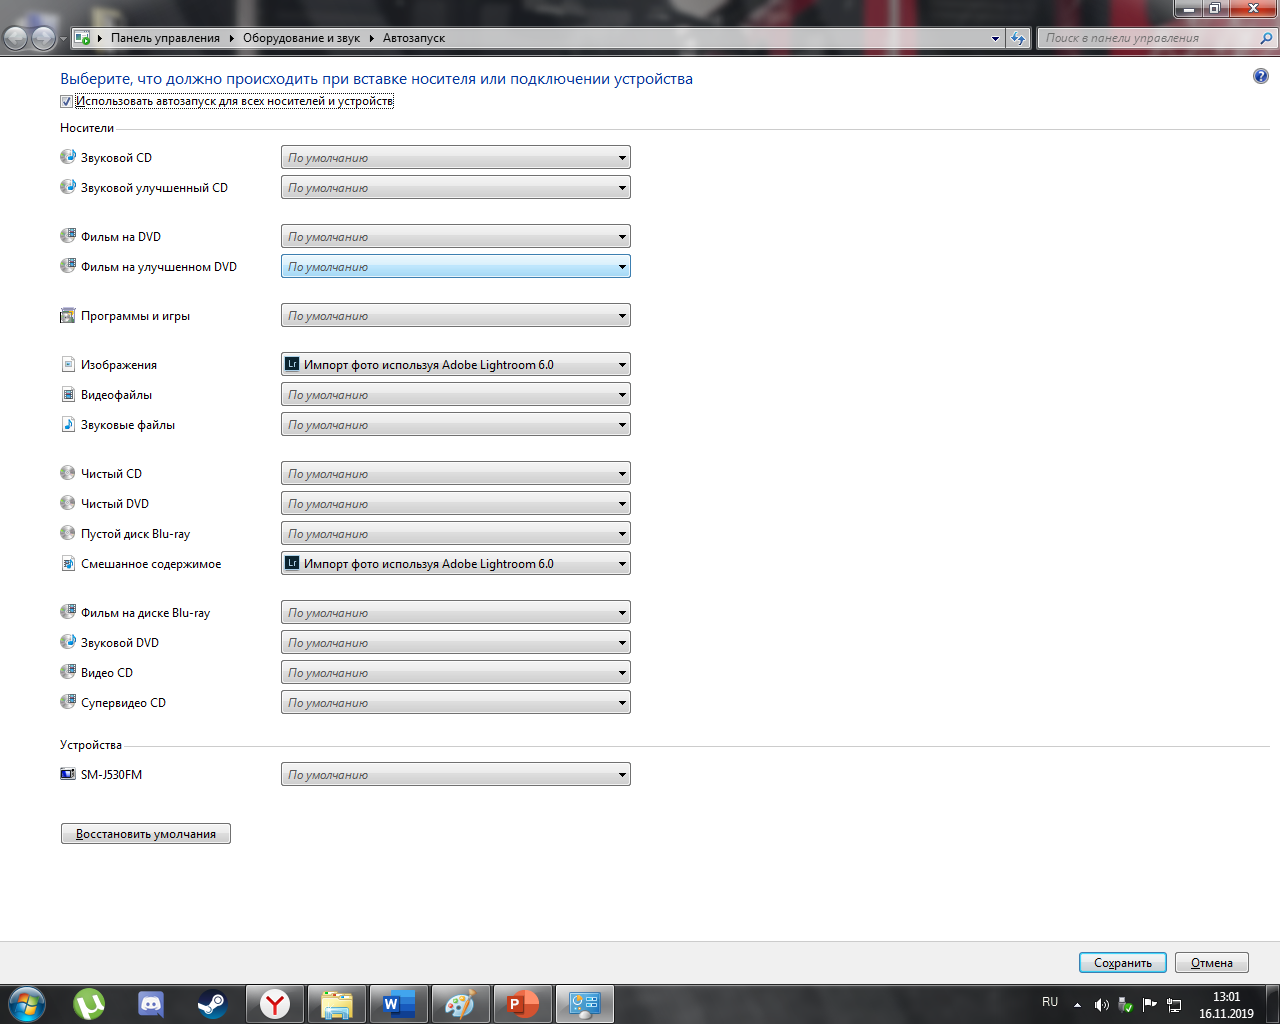 Панель управления
Оборудование и звук
Автозапуск
Поиск в панели управления
Выберите, что должно происходить при вставке носителя или подключении устройства
Использовать автозапуск для всех носителей и устройств
Носители
Звуковой CD По умолчанию
Звуковой улучшенный CD По умолчанию
Фильм на DVD По умолчанию
Фильм на улучшенном DVD По умолчанию
Программы и игры По умолчанию
Изображения Lr Импорт фото используя Adobe Lightroom 6.0
Видеофайлы По умолчанию
Звуковые файлы По умолчанию
Чистый CD По умолчанию
Чистый DVD По умолчанию
Пустой диск Blu-ray По умолчанию
Смешанное содержимое Lr Импорт фото используя Adobe Lightroom 6.0
Фильм на диске Blu-ray По умолчанию
Звуковой DVD По умолчанию
Видео CD По умолчанию
Супервидео CD По умолчанию
Устройства
SM-J530FM По умолчанию
Восстановить умолчания
Сохранить
Отмена
RU
13:01
16.11.2019